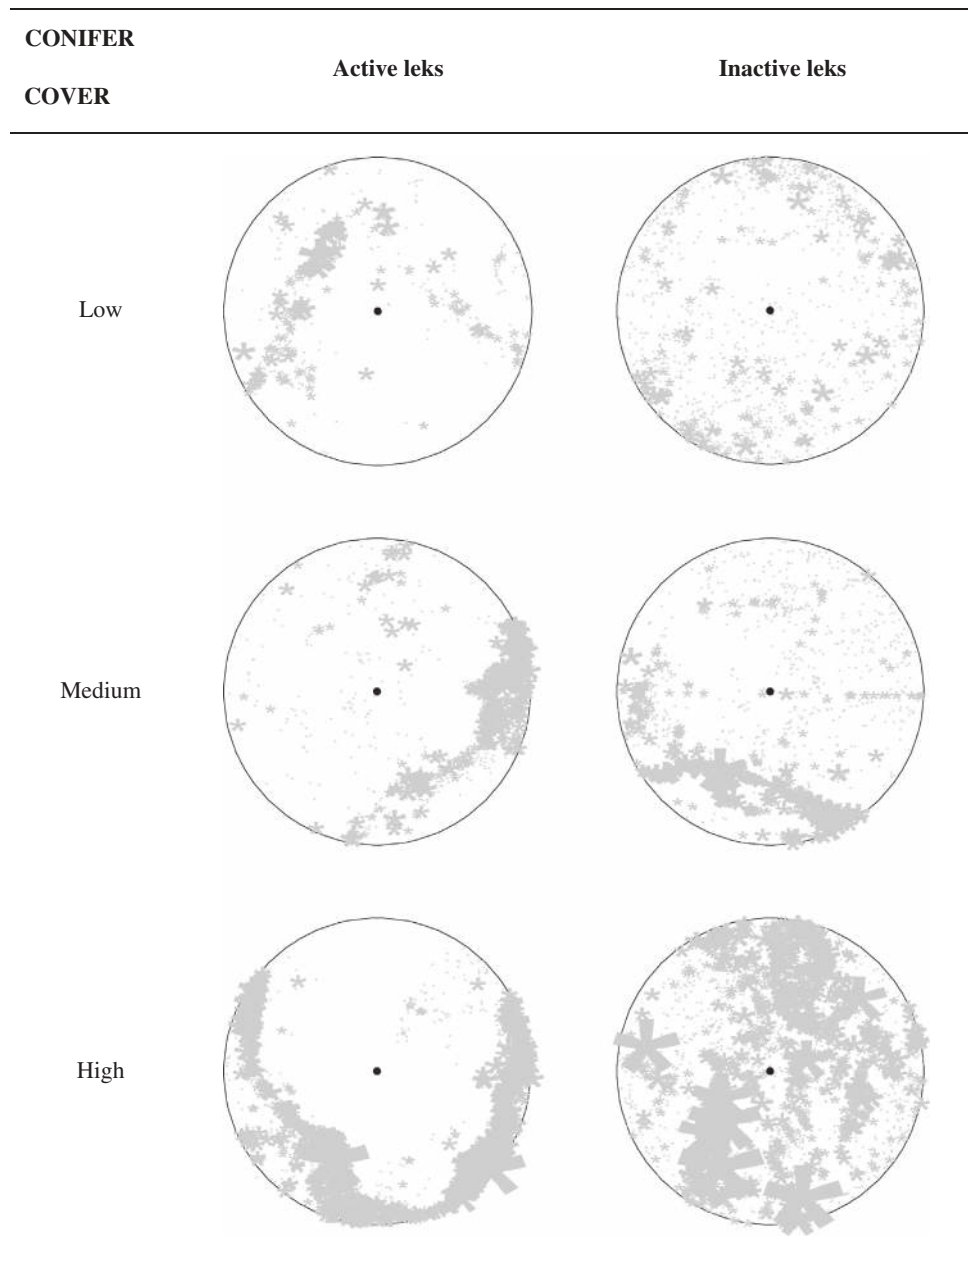 CONIFER
COVER
Active leks
Inactive leks
Low
Medium
High